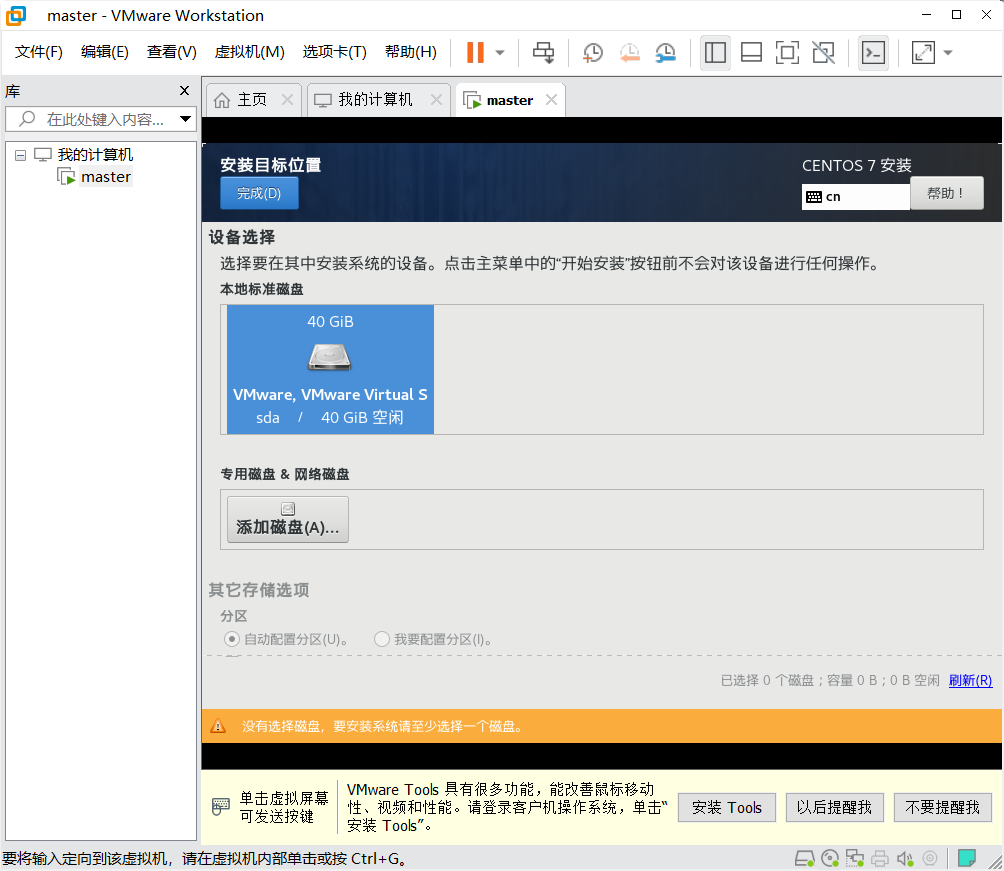 master - VMware Workstation
文件(F) 编辑(E) 查看(V) 虚拟机(M) 选项卡(T) 帮助(H)
库
在此处键入内容...
我的计算机
master
主页 我的计算机 master
安装目标位置
完成(D)
CENTOS 7 安装
cn
帮助！
设备选择
选择要在其中安装系统的设备。点击主菜单中的“开始安装”按钮前不会对该设备进行任何操作。
本地标准磁盘
40 GiB
VMware, VMware Virtual S
sda / 40 GiB 空闲
专用磁盘 & 网络磁盘
添加磁盘(A)...
其它存储选项
分区
自动配置分区(U)。 我要配置分区(I)。
已选择 0 个磁盘；容量 0 B；0 B 空闲 刷新(R)
没有选择磁盘，要安装系统请至少选择一个磁盘。
单击虚拟屏幕
可发送按键
VMware Tools 具有很多功能，能改善鼠标移动
性、视频和性能。请登录客户机操作系统，单击“
安装 Tools”。
安装 Tools 以后提醒我 不要提醒我
要将输入定向到该虚拟机，请在虚拟机内部单击或按 Ctrl+G。